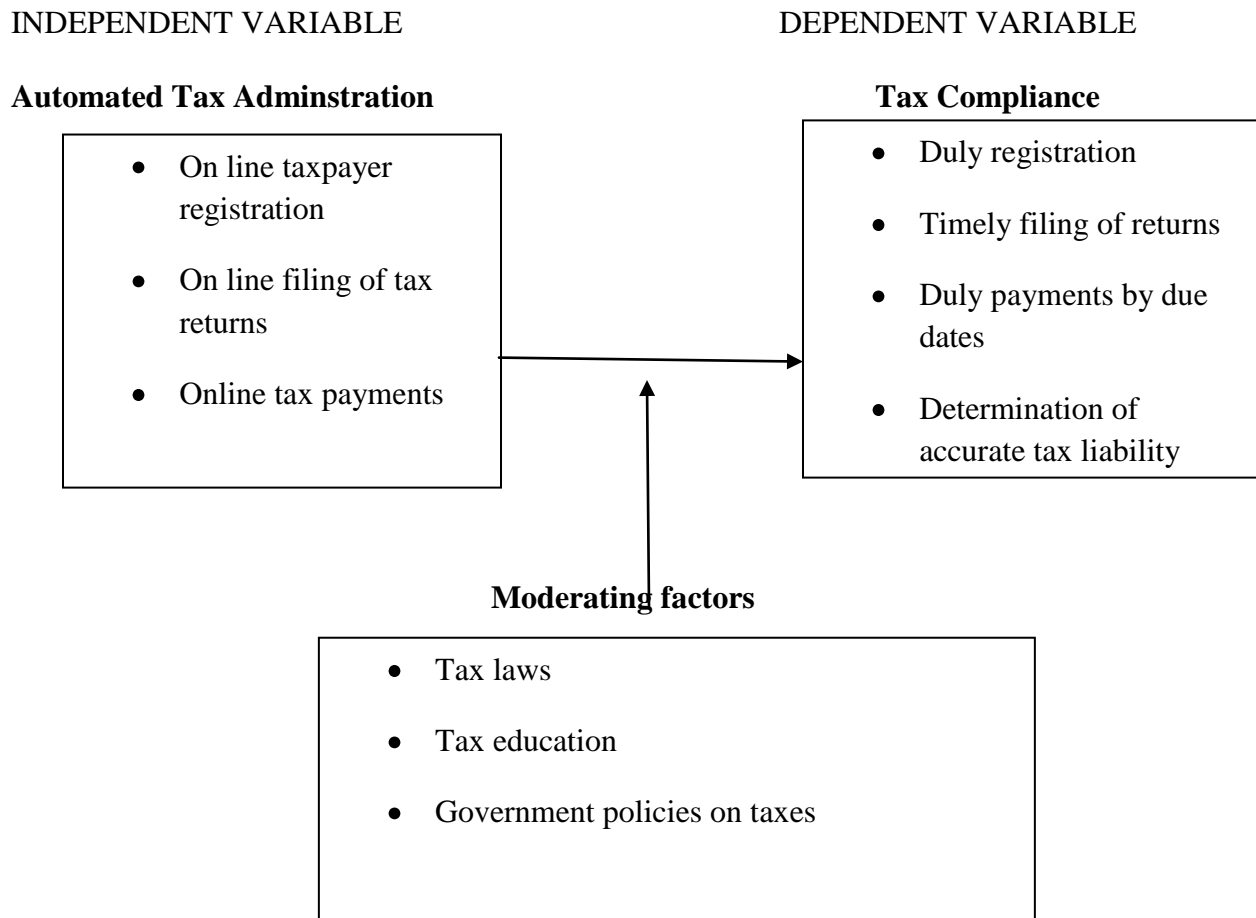 INDEPENDENT VARIABLE
DEPENDENT VARIABLE
Automated Tax Adminstration
Tax Compliance
• On line taxpayer
registration
• On line filing of tax
returns
• Online tax payments
• Duly registration
• Timely filing of returns
• Duly payments by due
dates
• Determination of
accurate tax liability
Moderating factors
• Tax laws
• Tax education
• Government policies on taxes